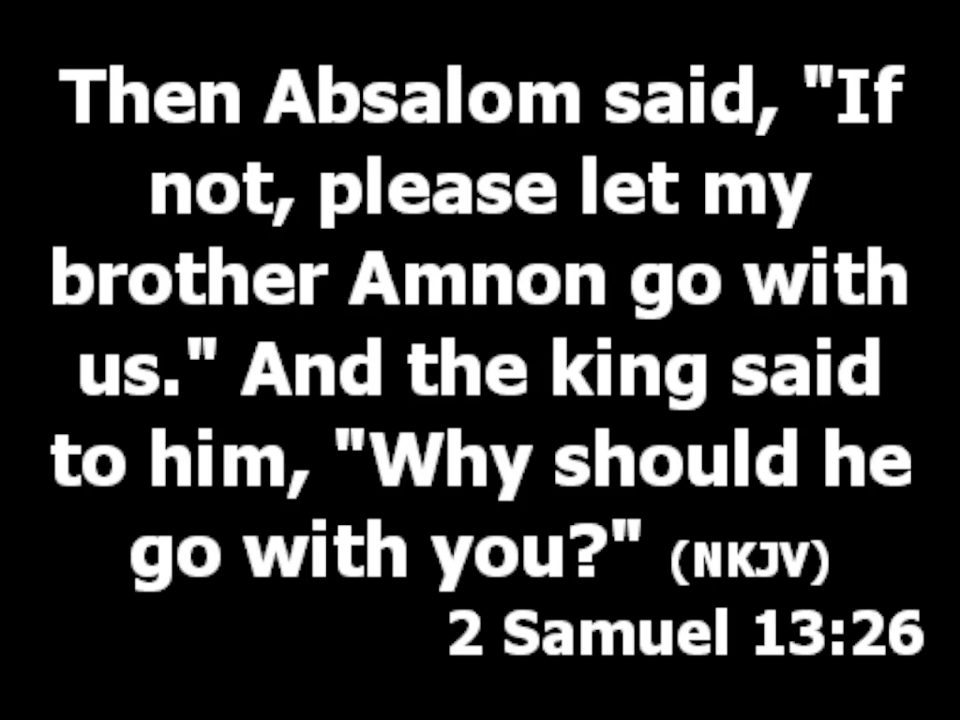 Then Absalom said, "If
not, please let my
brother Amnon go with
us." And the king said
to him, "Why should he
go with you?" (NKJV)
2 Samuel 13:26